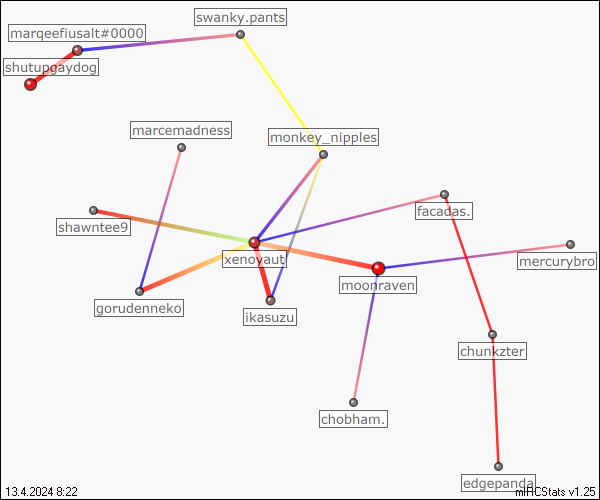 swanky.pants
marqeefiusalt#0000
shutupgaydog
marcemadness
monkey_nipples
shawntee9
facadas.
xenoyaut
mercurybro
moonraven
gorudenneko
ikasuzu
chunkzter
chobham.
edgepanda
13.4.2024 8:22
mIRCStats v1.25